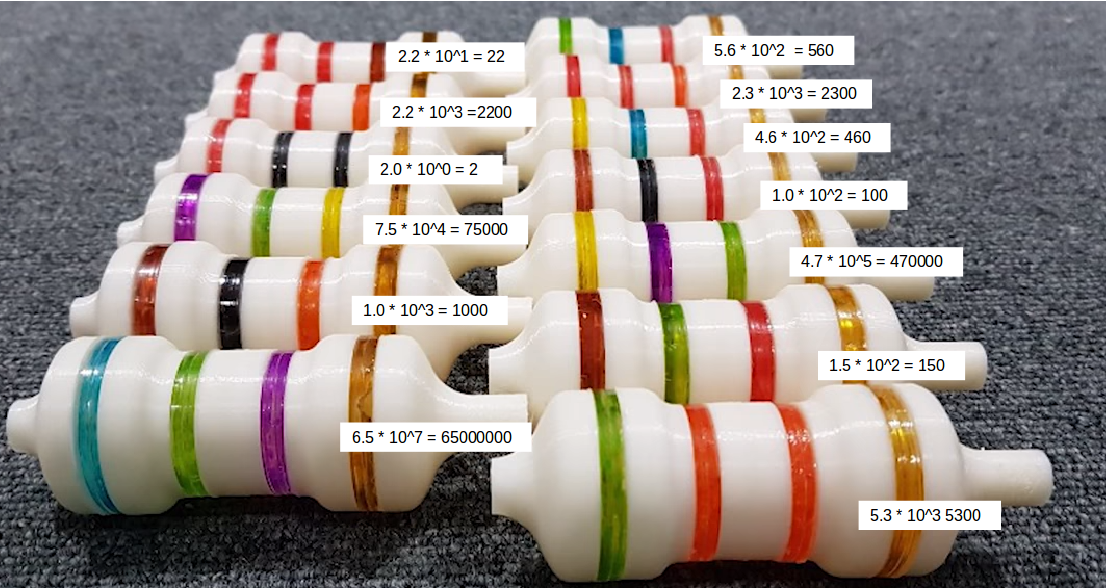 2.2 * 10^1 = 22
2.2 * 10^3 =2200
2.0 * 10^0 = 2
7.5 * 10^4 = 75000
1.0 * 10^3 = 1000
6.5 * 10^7 = 65000000
5.6 * 10^2  = 560
2.3 * 10^3 = 2300
4.6 * 10^2 = 460
1.0 * 10^2 = 100
4.7 * 10^5 = 470000
1.5 * 10^2 = 150
5.3 * 10^3 5300